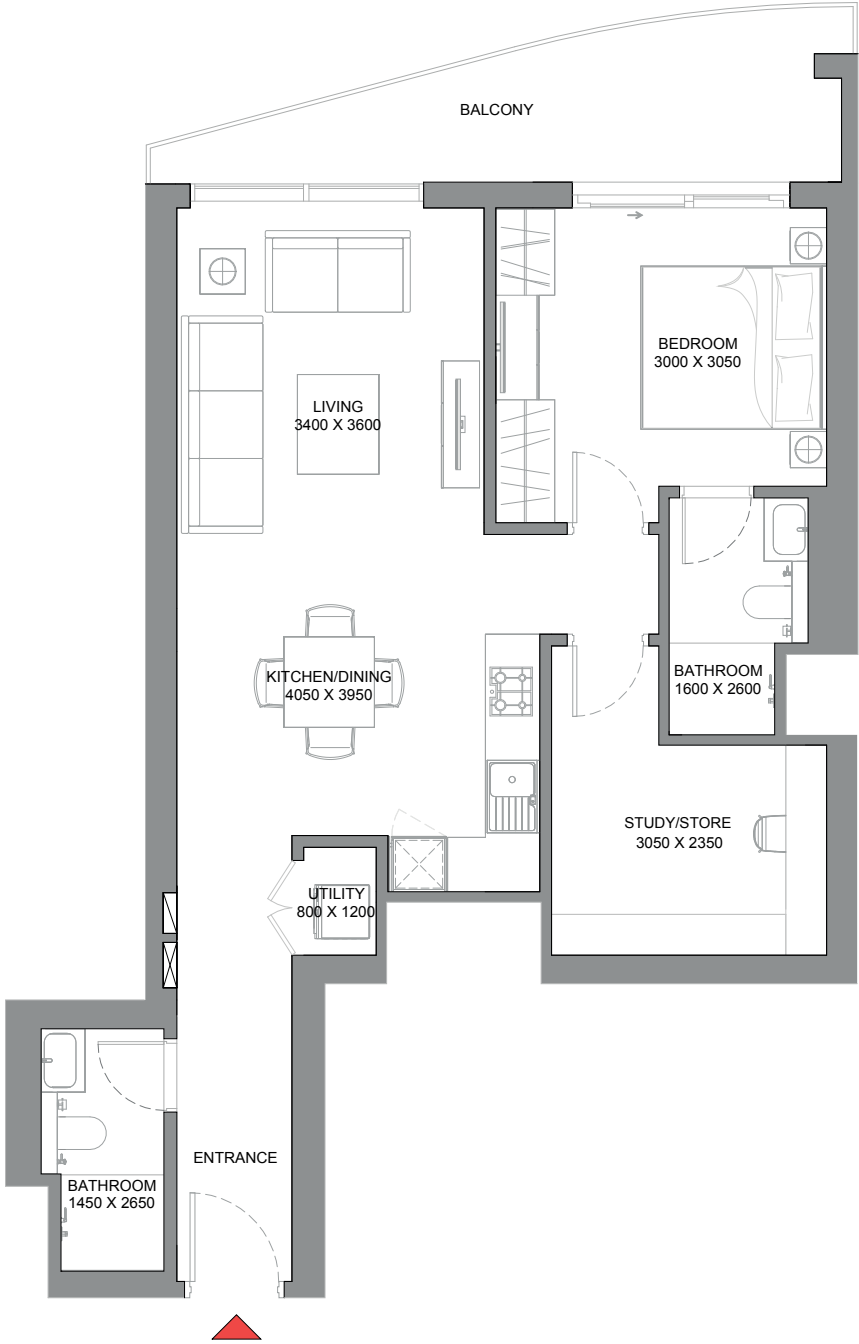 BALCONY
BEDROOM
3000 X 3050
LIVING
3400 X 3600
KITCHEN/DINING
4050 X 3950
BATHROOM
1600 X 2600
STUDY/STORE
3050 X 2350
UTILITY
800 X 1200
ENTRANCE
BATHROOM
1450 X 2650